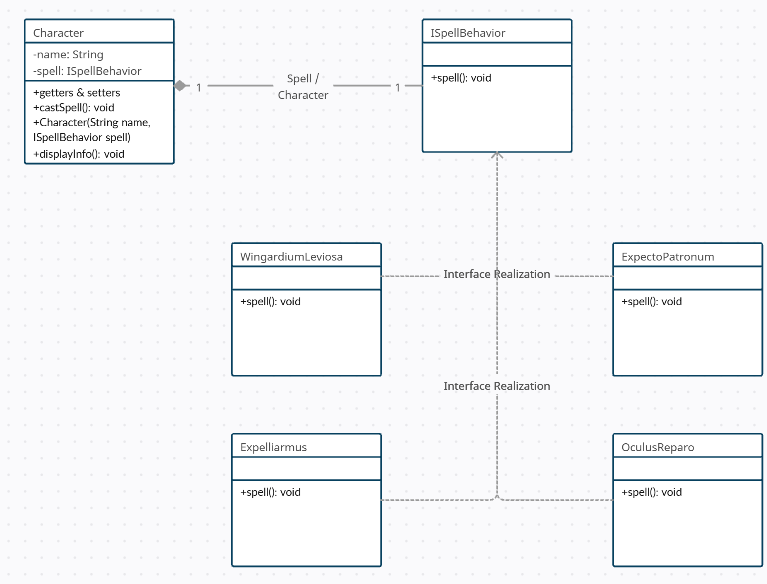 Character
-name: String
-spell: ISpellBehavior
+getters & setters
+castSpell(): void
+Character(String name,
ISpellBehavior spell)
+displayInfo(): void
1
Spell /
Character
1
ISpellBehavior
+spell(): void
WingardiumLeviosa
+spell(): void
Interface Realization
ExpectoPatronum
+spell(): void
Interface Realization
Expelliarmus
+spell(): void
OculusReparo
+spell(): void